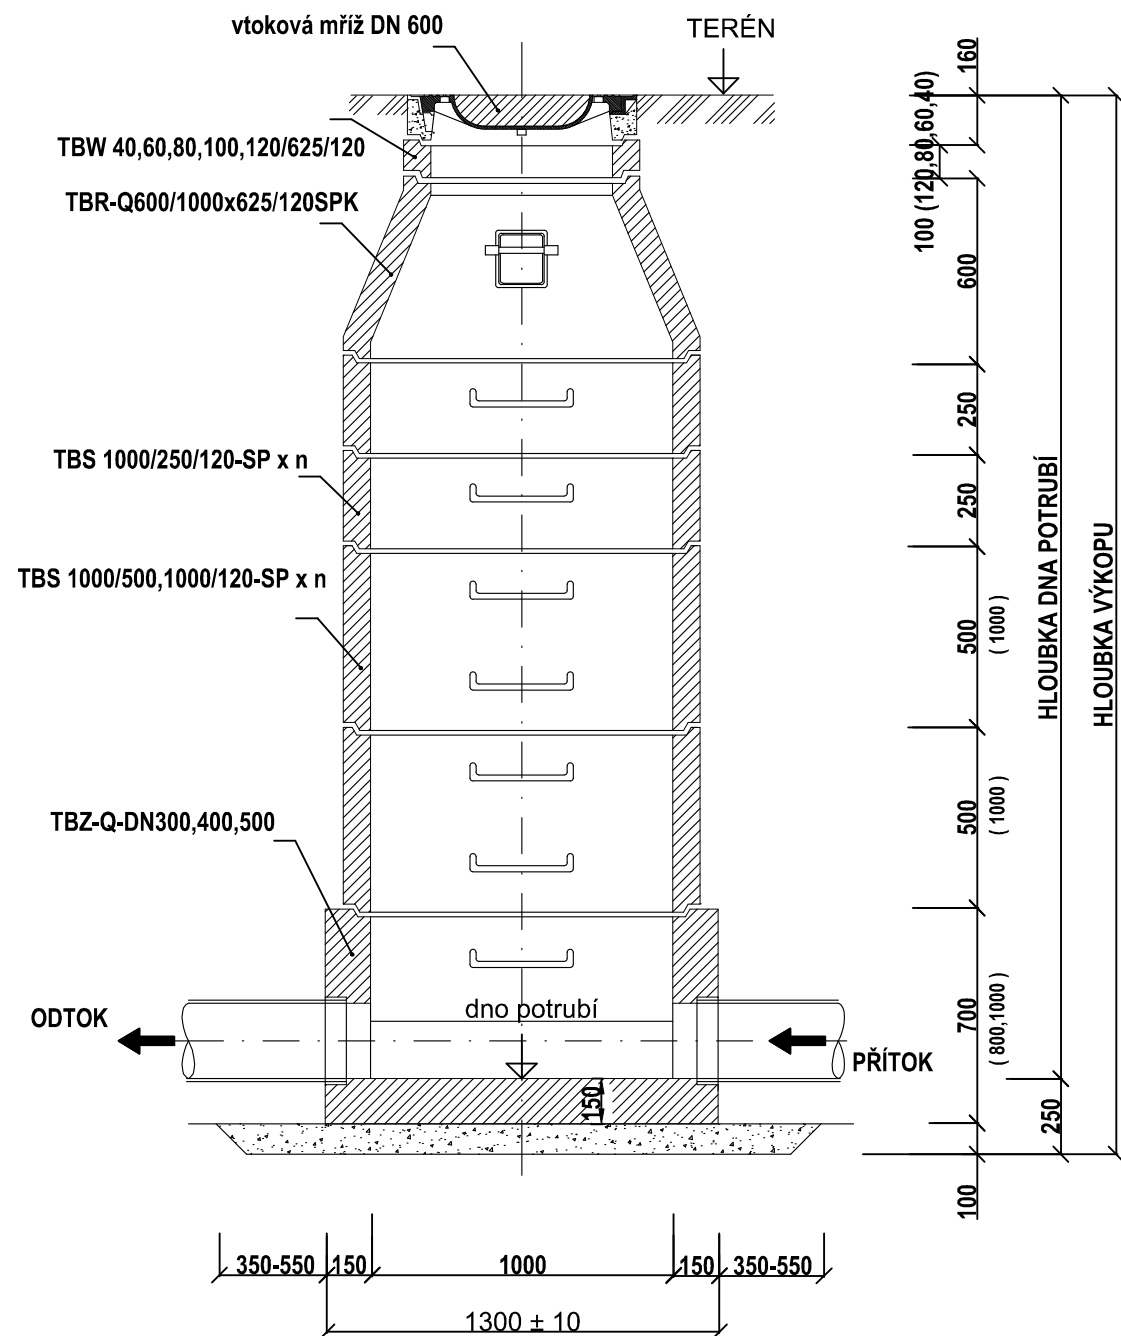 vtoková mříž DN 600
TERÉN
TBW 40,60,80,100,120/625/120
TBR-Q600/1000x625/120SPK
TBS 1000/250/120-SP x n
TBS 1000/500,1000/120-SP x n
TBZ-Q-DN300,400,500
ODTOK
dno potrubí
PŘÍTOK
150
160
100 (120,80,60,40)
600
250
250
500
( 1000 )
500
( 1000 )
700
( 800,1000 )
100
HLOUBKA DNA POTRUBÍ
250
HLOUBKA VÝKOPU
350-550
150
1000
150
350-550
1300 ± 10